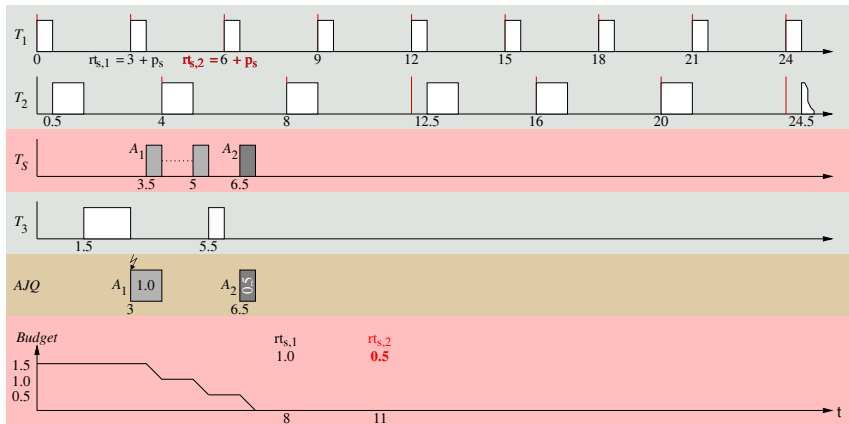 T1
0 3 6 9 12 15 18 21 24
rts,1 = 3 + ps rts,2 = 6 + ps
T2
0.5 4 8 12.5 16 20 24.5
TS
A1 A2
3.5 5 6.5
T3
1.5 5.5
AJQ
A1 1.0 A2 0.5
3 6.5
Budget
rts,1 rts,2
1.5
1.0 0.5
1.0
0.5
t
8 11